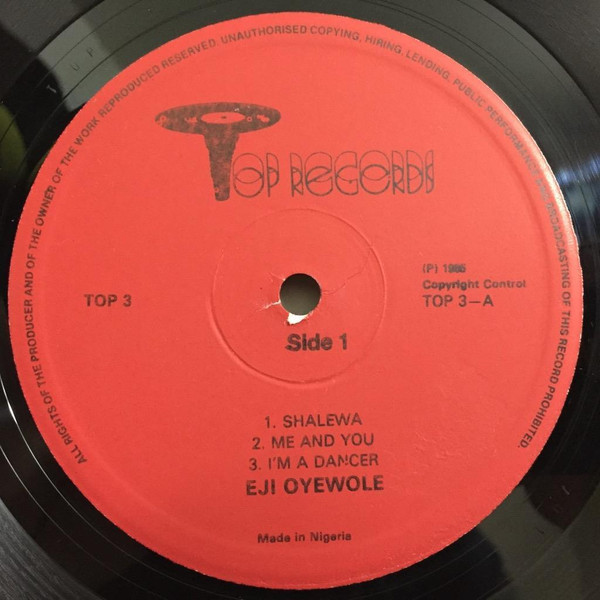 ALL RIGHTS OF THE PRODUCER AND OF THE OWNER OF THE WORK REPRODUCED RESERVED. UNAUTHORISED COPYING, HIRING, LENDING, PUBLIC PERFORMANCE AND BROADCASTING OF THIS RECORD PROHIBITED.
TOP RECORDS
(P) 1985
Copyright Control
TOP 3
TOP 3-A
Side 1
1. SHALEWA
2. ME AND YOU
3. I'M A DANCER
EJI OYEWOLE
Made in Nigeria